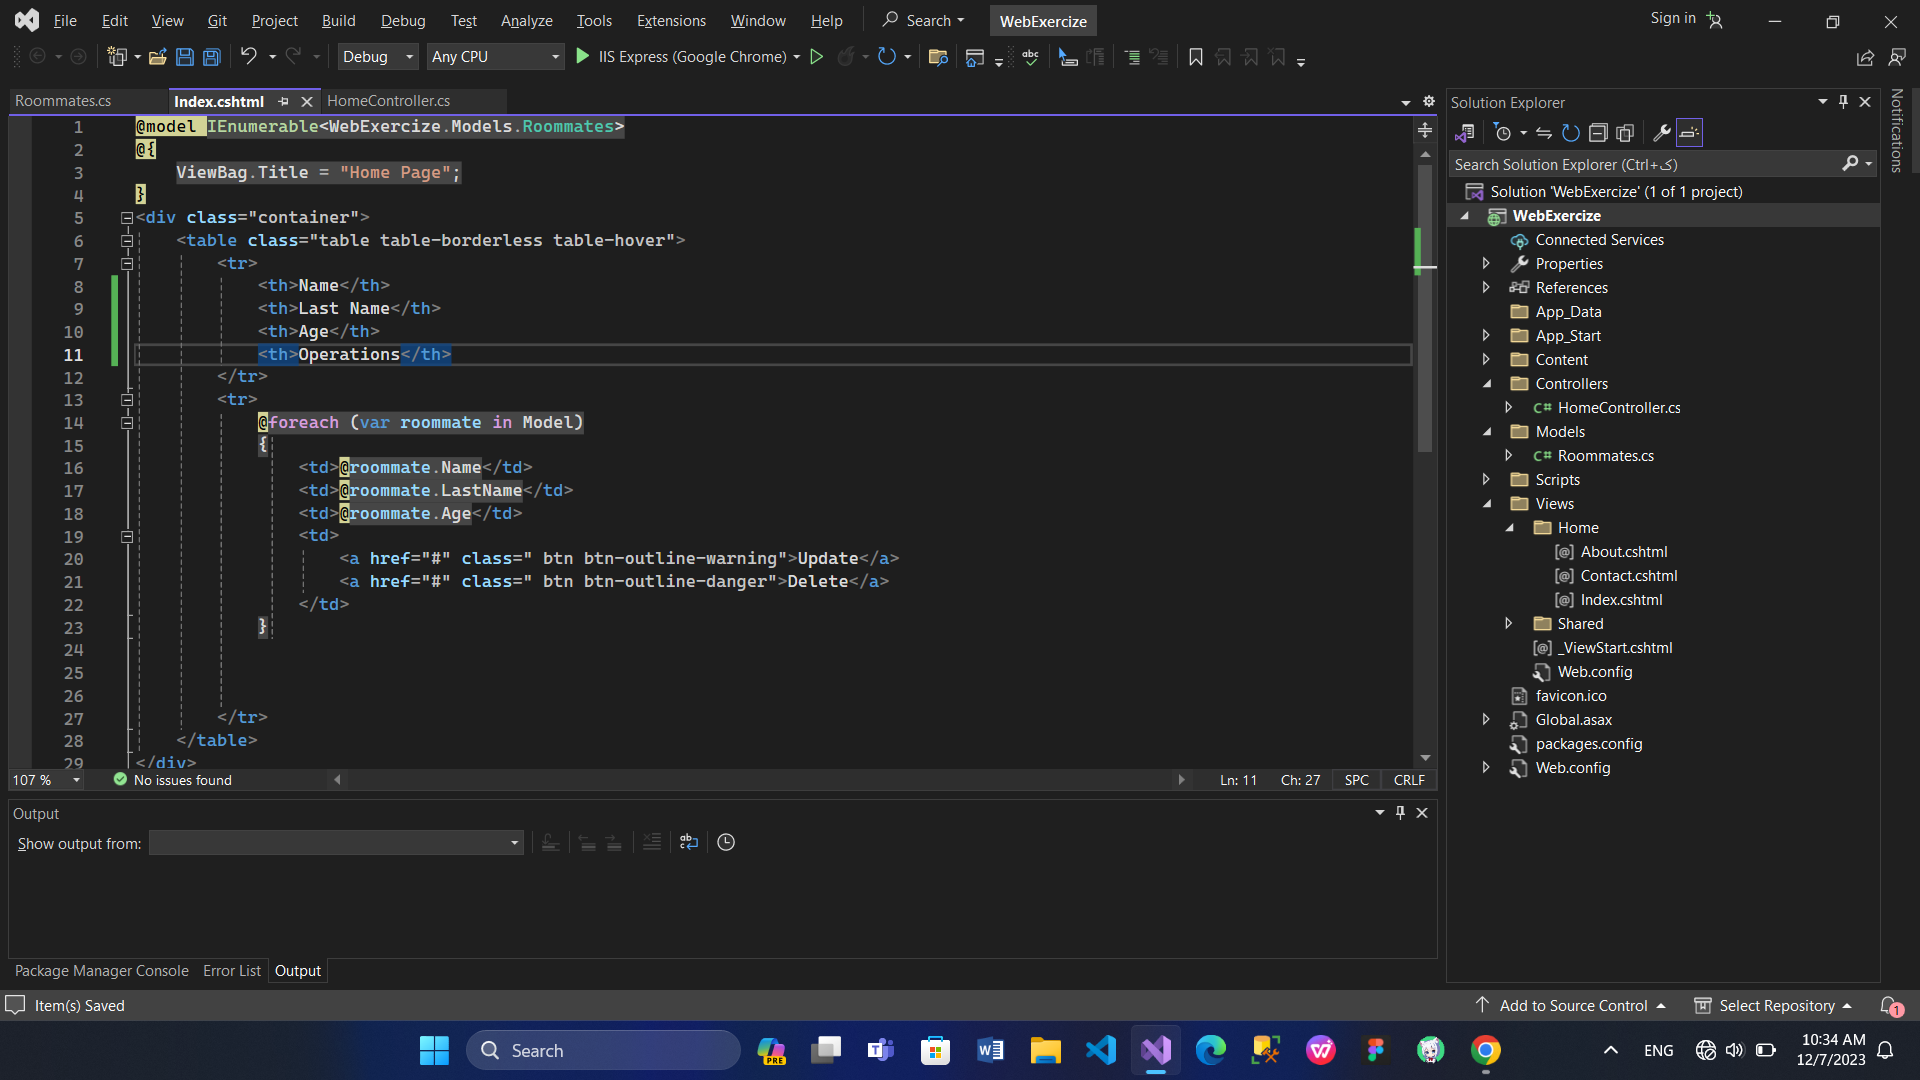 File Edit View Git Project Build Debug Test Analyze Tools Extensions Window Help Search WebExercize Sign in
Debug Any CPU IIS Express (Google Chrome)
Roommates.cs Index.cshtml HomeController.cs
1 @model IEnumerable<WebExercize.Models.Roommates>
2 @{
3 ViewBag.Title = "Home Page";
4 }
5 <div class="container">
6 <table class="table table-borderless table-hover">
7 <tr>
8 <th>Name</th>
9 <th>Last Name</th>
10 <th>Age</th>
11 <th>Operations</th>
12 </tr>
13 <tr>
14 @foreach (var roommate in Model)
15 {
16 <td>@roommate.Name</td>
17 <td>@roommate.LastName</td>
18 <td>@roommate.Age</td>
19 <td>
20 <a href="#" class=" btn btn-outline-warning">Update</a>
21 <a href="#" class=" btn btn-outline-danger">Delete</a>
22 </td>
23 }
24
25
26
27 </tr>
28 </table>
29 </div>
107 % No issues found Ln: 11 Ch: 27 SPC CRLF
Output
Show output from:
Package Manager Console Error List Output
Solution Explorer
Search Solution Explorer (Ctrl+ک)
Solution 'WebExercize' (1 of 1 project)
WebExercize
Connected Services
Properties
References
App_Data
App_Start
Content
Controllers
C# HomeController.cs
Models
C# Roommates.cs
Scripts
Views
Home
[@] About.cshtml
[@] Contact.cshtml
[@] Index.cshtml
Shared
[@] _ViewStart.cshtml
Web.config
favicon.ico
Global.asax
packages.config
Web.config
Notifications
Item(s) Saved Add to Source Control Select Repository 1
Search PRE ENG 10:34 AM
12/7/2023